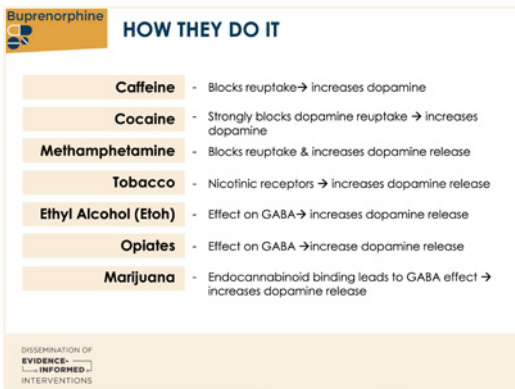 Buprenorphine
HOW THEY DO IT
Caffeine - Blocks reuptake→ increases dopamine
Cocaine - Strongly blocks dopamine reuptake → increases
dopamine
Methamphetamine - Blocks reuptake & increases dopamine release
Tobacco - Nicotinic receptors → increases dopamine release
Ethyl Alcohol (Etoh) - Effect on GABA→ increases dopamine release
Opiates - Effect on GABA →increase dopamine release
Marijuana - Endocannabinoid binding leads to GABA effect →
increases dopamine release
DISSEMINATION OF
EVIDENCE-
INFORMED
INTERVENTIONS